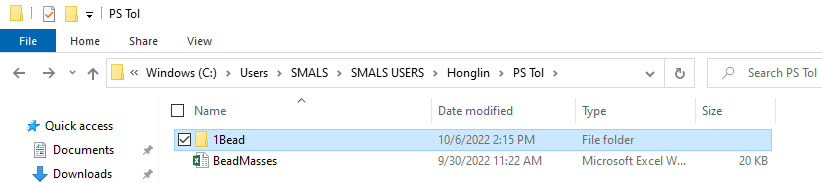 PS Tol
File Home Share View
Windows (C:) Users SMALS SMALS USERS Honglin PS Tol Search PS Tol
Name Date modified Type Size
Quick access
1Bead 10/6/2022 2:15 PM File folder
Documents
BeadMasses 9/30/2022 11:22 AM Microsoft Excel W... 20 KB
Downloads